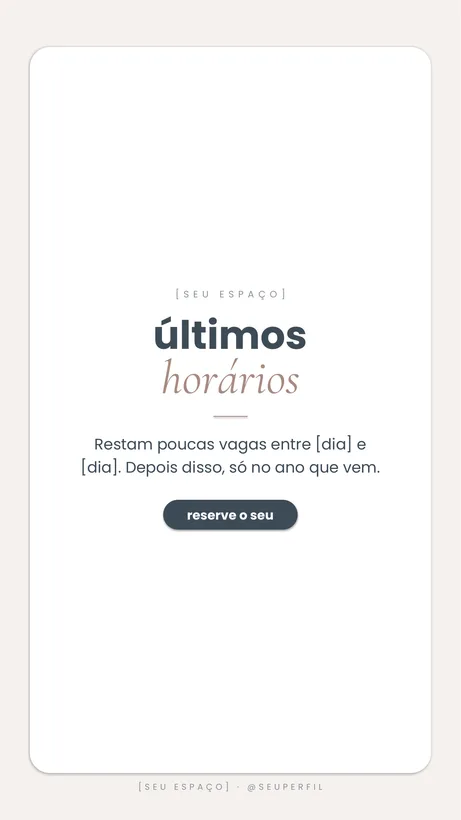 [SEU ESPAÇO]
últimos
horários
Restam poucas vagas entre [dia] e
[dia]. Depois disso, só no ano que vem.
reserve o seu
[SEU ESPAÇO] · @SEUPERFIL